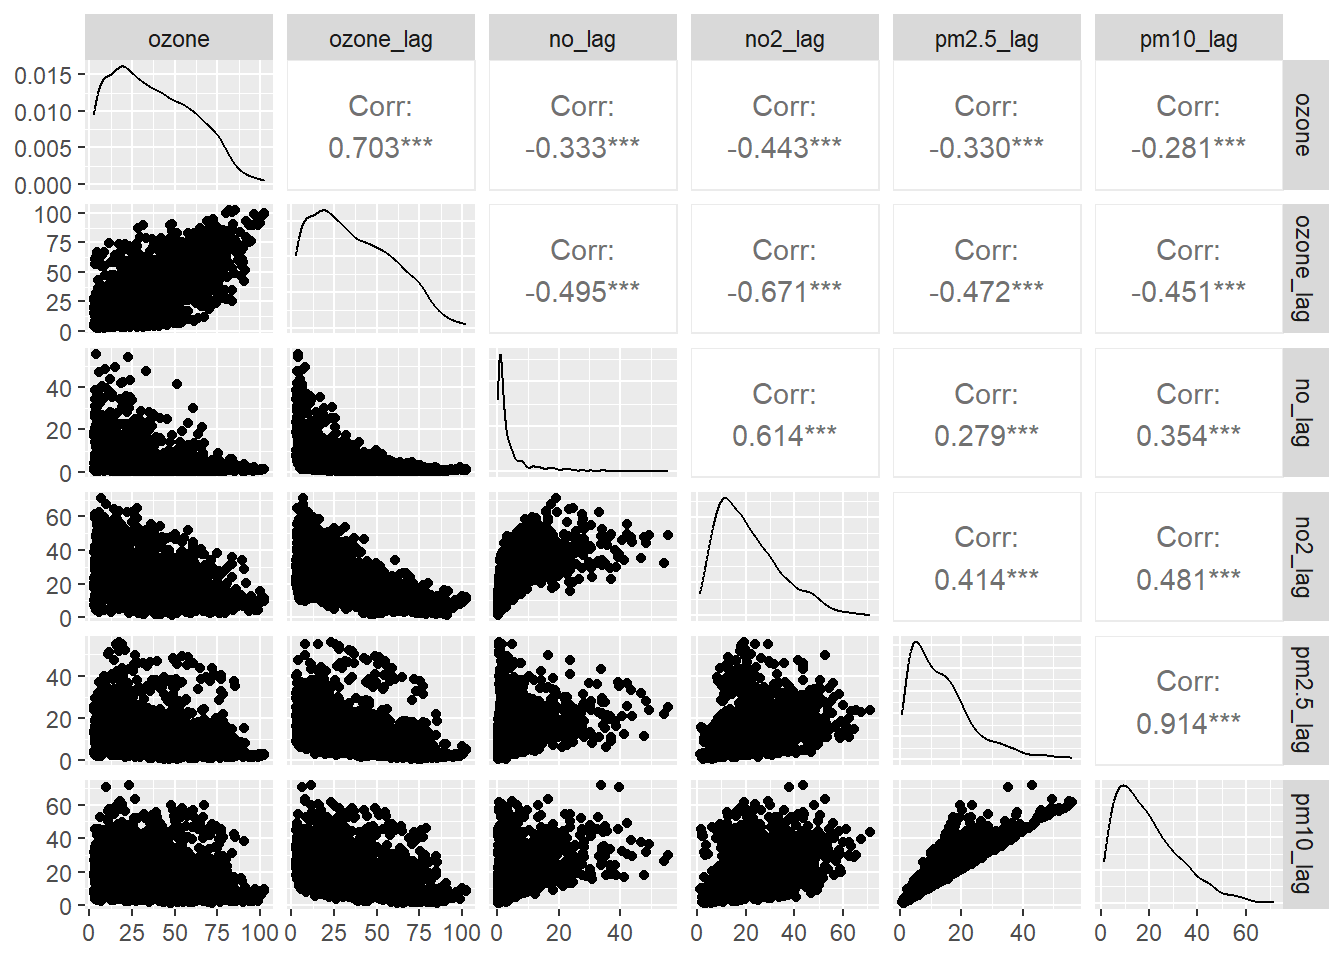 ozone
ozone_lag
no_lag
no2_lag
pm2.5_lag
pm10_lag
0.015
0.010
0.005
0.000
Corr:
0.703***
Corr:
-0.333***
Corr:
-0.443***
Corr:
-0.330***
Corr:
-0.281***
ozone
100
75
50
25
0
Corr:
-0.495***
Corr:
-0.671***
Corr:
-0.472***
Corr:
-0.451***
ozone_lag
40
20
0
Corr:
0.614***
Corr:
0.279***
Corr:
0.354***
no_lag
60
40
20
0
Corr:
0.414***
Corr:
0.481***
no2_lag
40
20
0
Corr:
0.914***
pm2.5_lag
60
40
20
0
pm10_lag
0 25 50 75 100
0 25 50 75 100
0 20 40
0 20 40 60
0 20 40
0 20 40 60